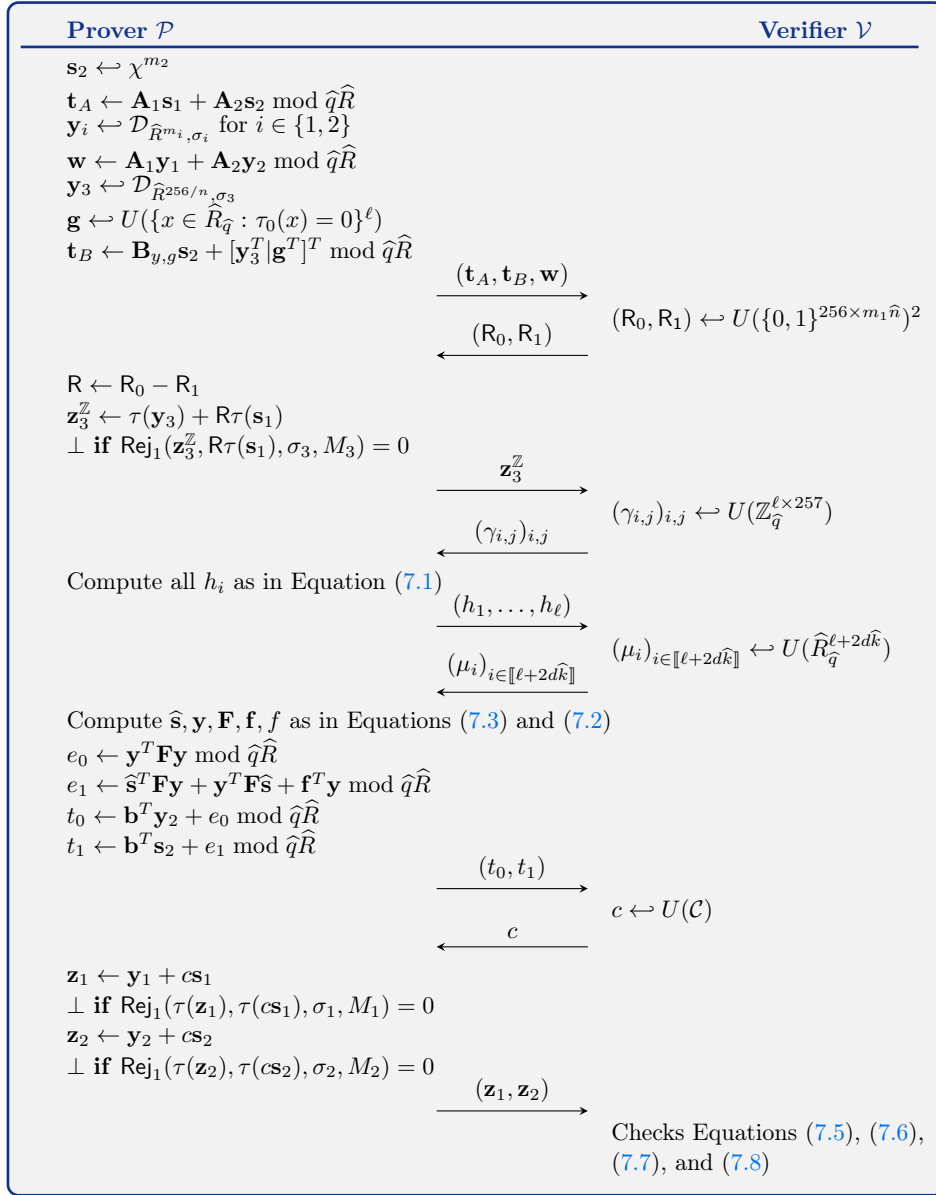 Prover 𝒫 Verifier 𝒱
s₂ ↩ χ^{m₂}
t_A ← A₁s₁ + A₂s₂ mod q̂R̂
y_i ↩ 𝒟_{R̂^{m_i},σ_i} for i ∈ {1, 2}
w ← A₁y₁ + A₂y₂ mod q̂R̂
y₃ ↩ 𝒟_{R̂^{256/n},σ₃}
g ↩ U({x ∈ R̂_{q̂} : τ₀(x) = 0}^ℓ)
t_B ← B_{y,g}s₂ + [y₃^T|g^T]^T mod q̂R̂
(t_A, t_B, w)
(R₀, R₁) ↩ U({0, 1}^{256×m₁n̂})²
(R₀, R₁)
R ← R₀ − R₁
z₃^ℤ ← τ(y₃) + Rτ(s₁)
⊥ if Rej₁(z₃^ℤ, Rτ(s₁), σ₃, M₃) = 0
z₃^ℤ
(γ_{i,j})_{i,j} ↩ U(ℤ_{q̂}^{ℓ×257})
(γ_{i,j})_{i,j}
Compute all h_i as in Equation (7.1)
(h₁, . . . , h_ℓ)
(μ_i)_{i∈⟦ℓ+2dk̂⟧} ↩ U(R̂_{q̂}^{ℓ+2dk̂})
(μ_i)_{i∈⟦ℓ+2dk̂⟧}
Compute ŝ, y, F, f, f as in Equations (7.3) and (7.2)
e₀ ← y^T Fy mod q̂R̂
e₁ ← ŝ^T Fy + y^T Fŝ + f^T y mod q̂R̂
t₀ ← b^T y₂ + e₀ mod q̂R̂
t₁ ← b^T s₂ + e₁ mod q̂R̂
(t₀, t₁)
c ↩ U(𝒞)
c
z₁ ← y₁ + cs₁
⊥ if Rej₁(τ(z₁), τ(cs₁), σ₁, M₁) = 0
z₂ ← y₂ + cs₂
⊥ if Rej₁(τ(z₂), τ(cs₂), σ₂, M₂) = 0
(z₁, z₂)
Checks Equations (7.5), (7.6),
(7.7), and (7.8)